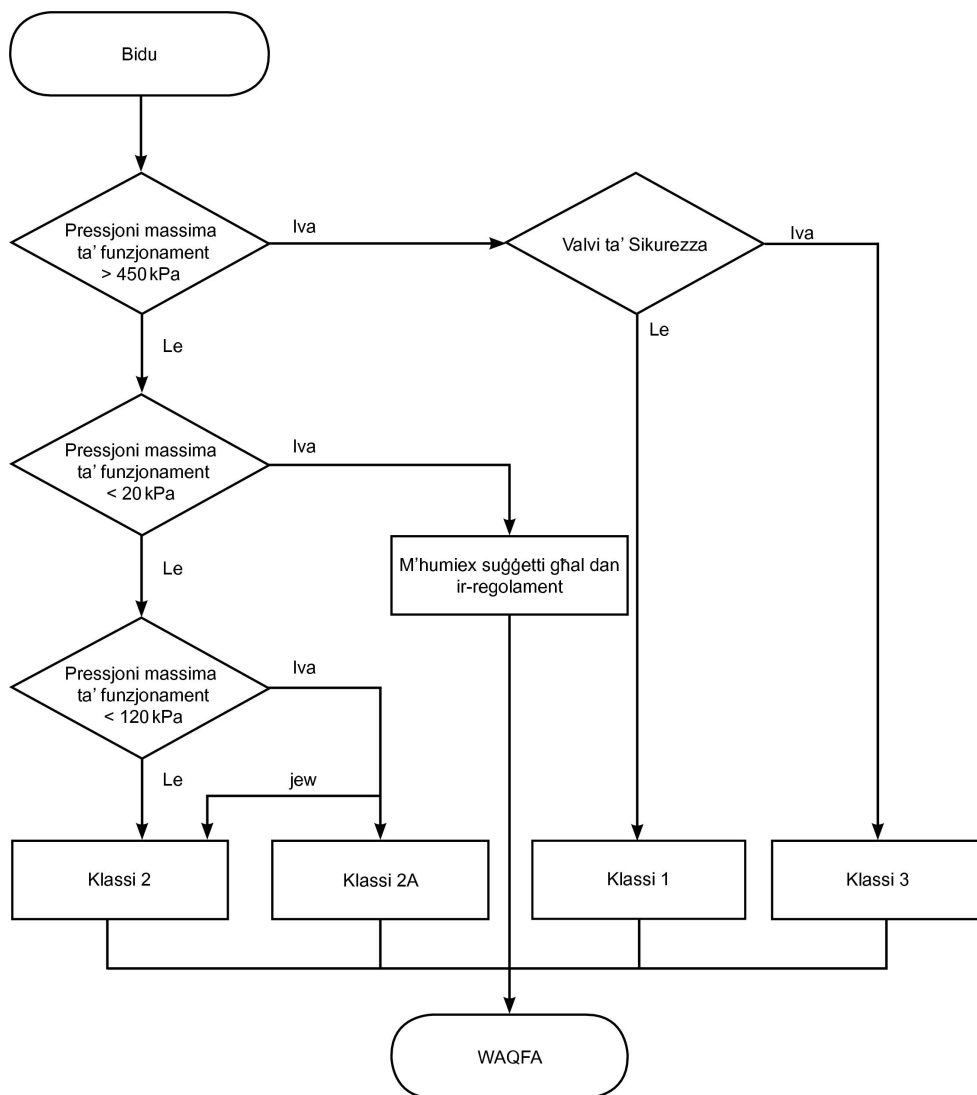 Bidu
Pressjoni massima
ta’ funzjonament
> 450 kPa
Iva
Valvi ta’ Sikurezza
Iva
Le
Le
Pressjoni massima
ta’ funzjonament
< 20 kPa
Iva
M’humiex suġġetti għal dan
ir-regolament
Le
Pressjoni massima
ta’ funzjonament
< 120 kPa
Iva
Le
jew
Klassi 2
Klassi 2A
Klassi 1
Klassi 3
WAQFA